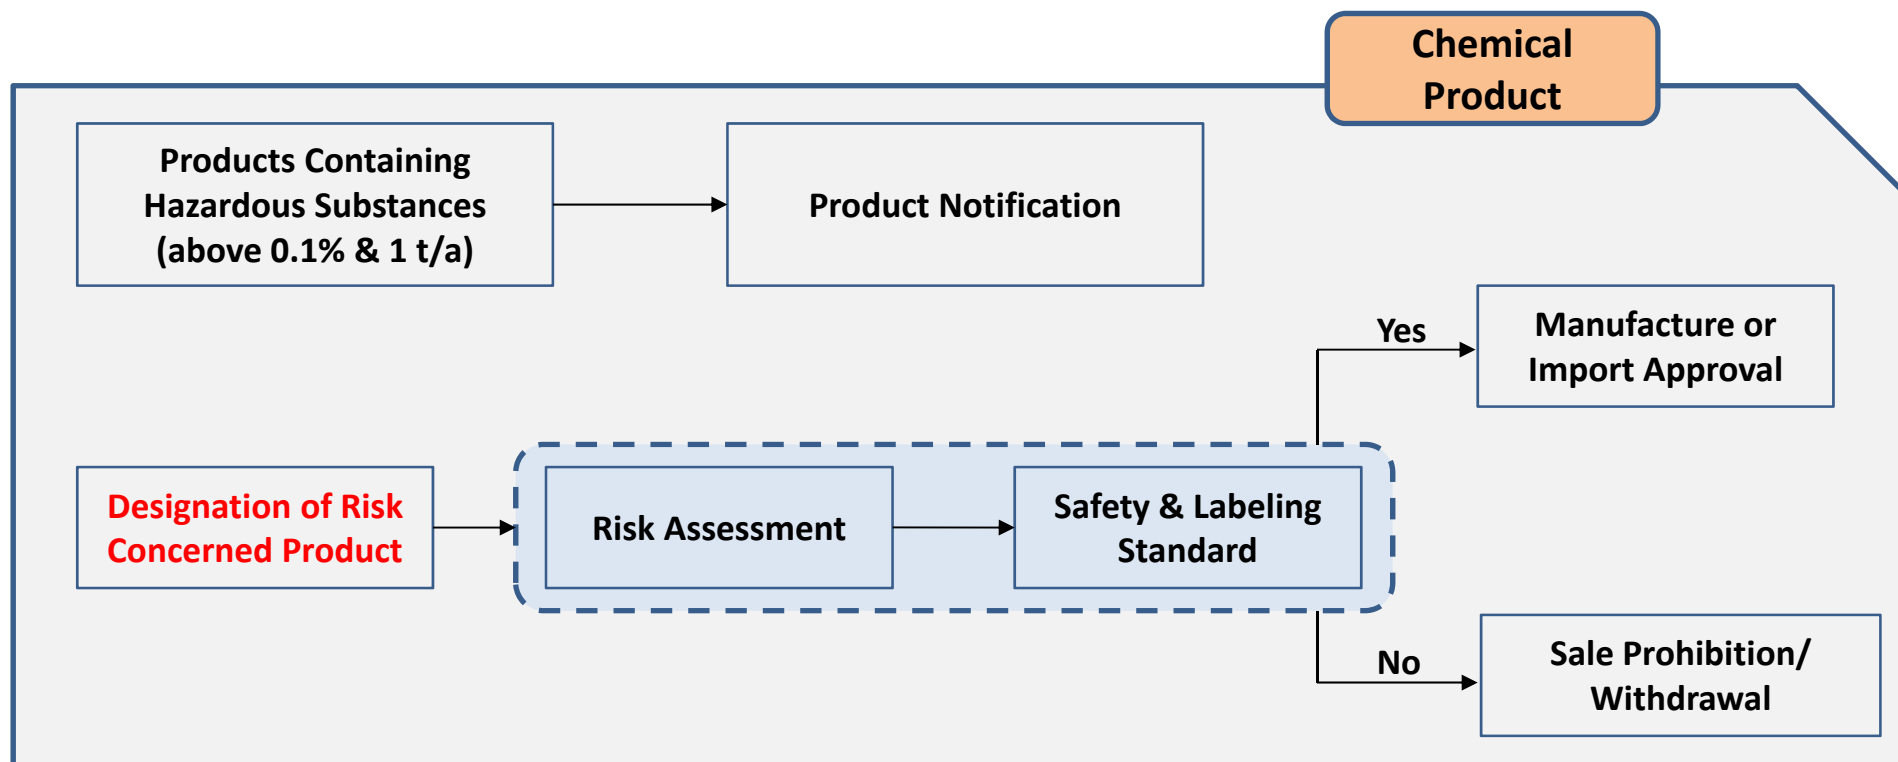 Chemical
Product
Products Containing
Hazardous Substances
(above 0.1% & 1 t/a)
Product Notification
Yes
Manufacture or
Import Approval
Designation of Risk
Concerned Product
Risk Assessment
Safety & Labeling
Standard
No
Sale Prohibition/
Withdrawal